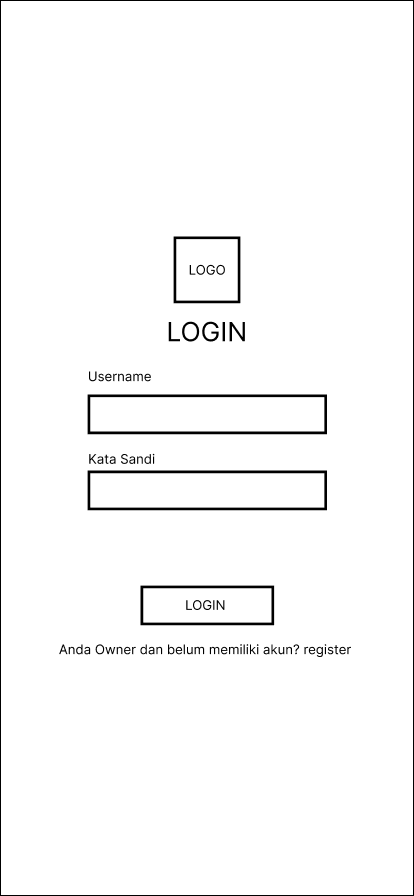 LOGO
LOGIN
Username
Kata Sandi
LOGIN
Anda Owner dan belum memiliki akun? register